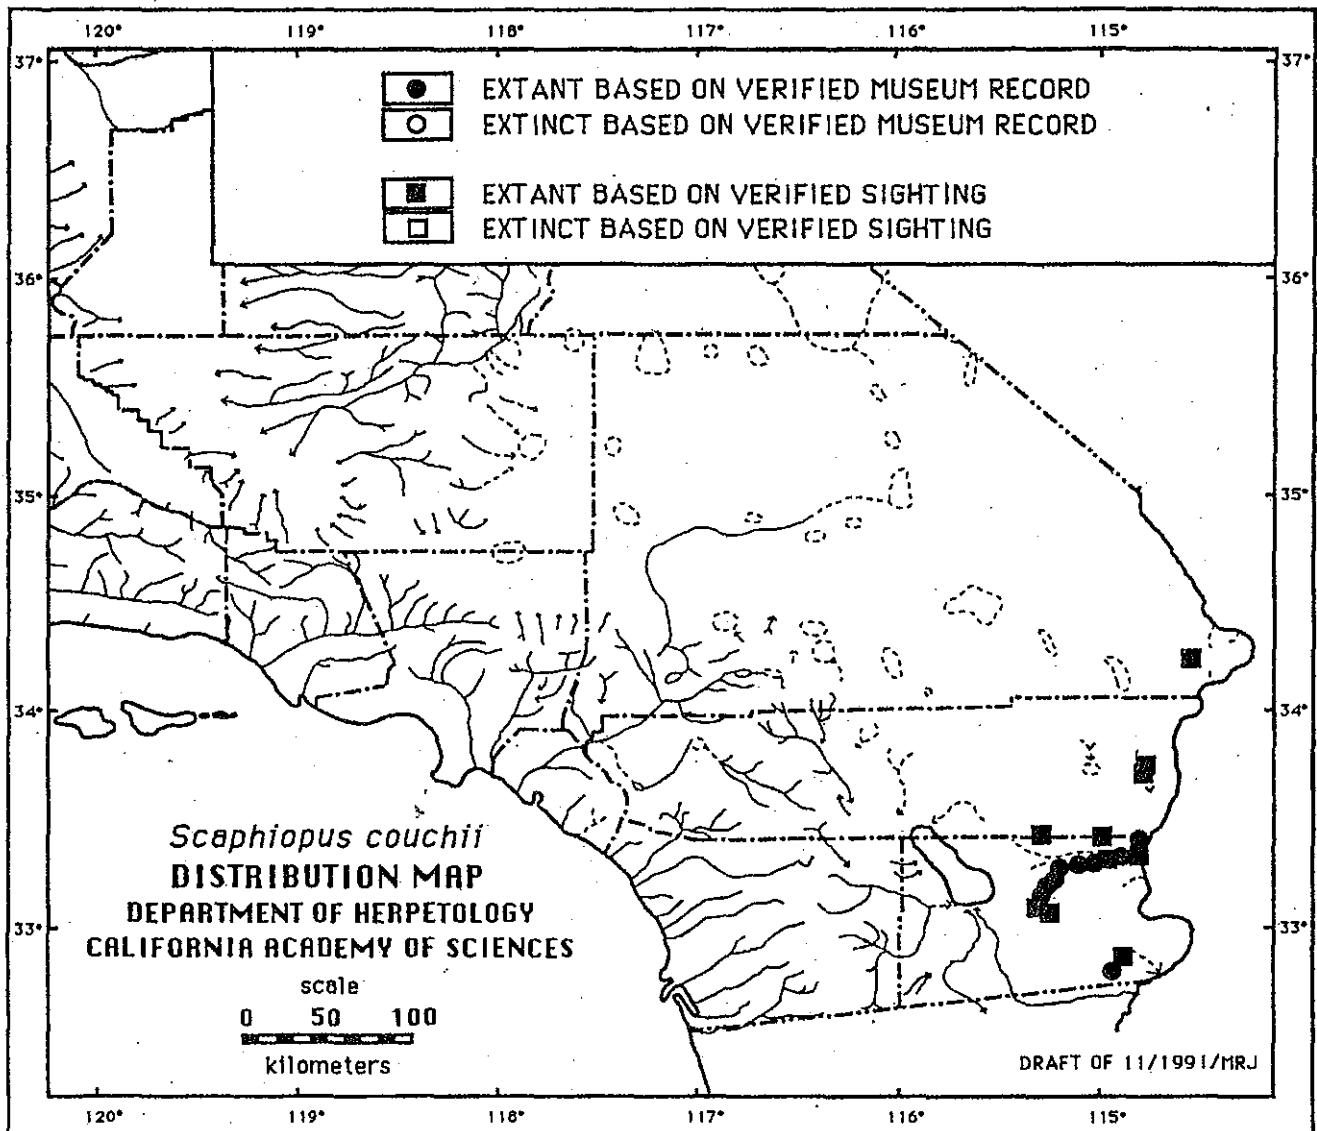 120° 119° 118° 117° 116° 115°
37° 37°
EXTANT BASED ON VERIFIED MUSEUM RECORD
EXTINCT BASED ON VERIFIED MUSEUM RECORD
EXTANT BASED ON VERIFIED SIGHTING
EXTINCT BASED ON VERIFIED SIGHTING
36° 36°
35° 35°
34° 34°
33° 33°
Scaphiopus couchii
DISTRIBUTION MAP
DEPARTMENT OF HERPETOLOGY
CALIFORNIA ACADEMY OF SCIENCES
scale
0 50 100
kilometers
DRAFT OF 11/1991/MRJ
120° 119° 118° 117° 116° 115°